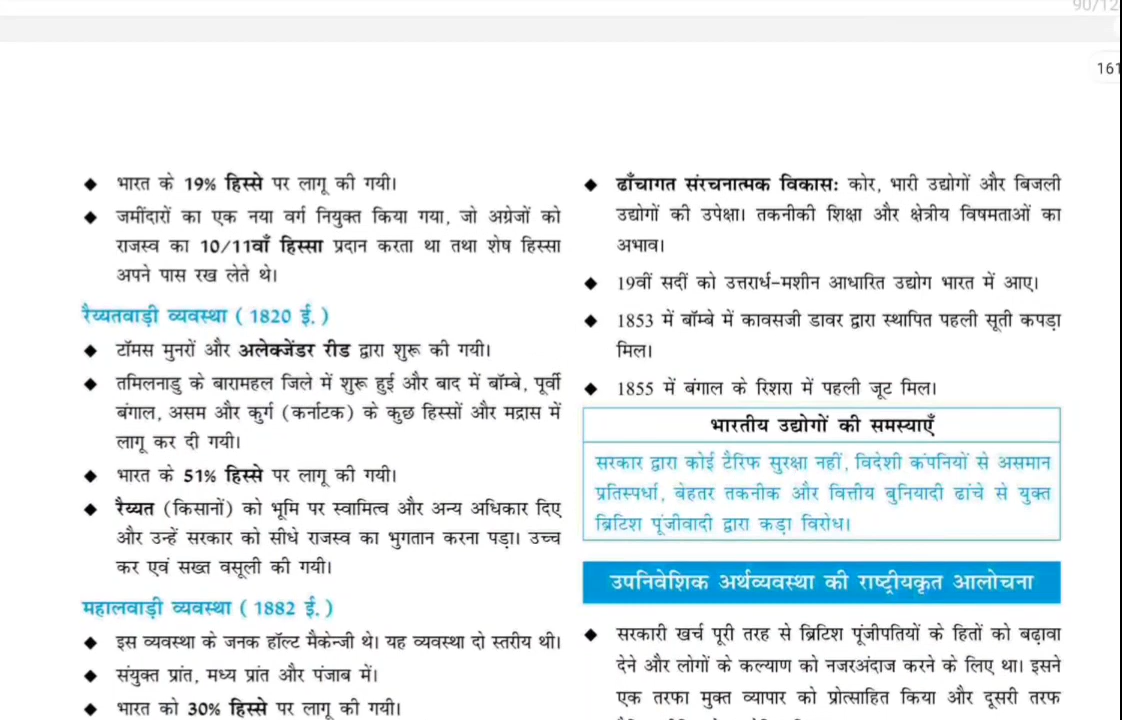 90/12
161
◆ भारत के 19% हिस्से पर लागू की गयी।
◆ जमींदारों का एक नया वर्ग नियुक्त किया गया, जो अग्रेजों को
राजस्व का 10/11वाँ हिस्सा प्रदान करता था तथा शेष हिस्सा
अपने पास रख लेते थे।
रैय्यतवाड़ी व्यवस्था ( 1820 ई. )
◆ टॉमस मुनरों और अलेक्जेंडर रीड द्वारा शुरू की गयी।
◆ तमिलनाडु के बारामहल जिले में शुरू हुई और बाद में बॉम्बे, पूर्वी
बंगाल, असम और कुर्ग (कर्नाटक) के कुछ हिस्सों और मद्रास में
लागू कर दी गयी।
◆ भारत के 51% हिस्से पर लागू की गयी।
◆ रैय्यत (किसानों) को भूमि पर स्वामित्व और अन्य अधिकार दिए
और उन्हें सरकार को सीधे राजस्व का भुगतान करना पड़ा। उच्च
कर एवं सख्त वसूली की गयी।
महालवाड़ी व्यवस्था ( 1882 ई. )
◆ इस व्यवस्था के जनक हॉल्ट मैकेन्जी थे। यह व्यवस्था दो स्तरीय थी।
◆ संयुक्त प्रांत, मध्य प्रांत और पंजाब में।
◆ भारत को 30% हिस्से पर लागू की गयी।
◆ ढाँचागत संरचनात्मक विकास: कोर, भारी उद्योगों और बिजली
उद्योगों की उपेक्षा। तकनीकी शिक्षा और क्षेत्रीय विषमताओं का
अभाव।
◆ 19वीं सदीं को उत्तरार्ध-मशीन आधारित उद्योग भारत में आए।
◆ 1853 में बॉम्बे में कावसजी डावर द्वारा स्थापित पहली सूती कपड़ा
मिल।
◆ 1855 में बंगाल के रिशरा में पहली जूट मिल।
भारतीय उद्योगों की समस्याएँ
सरकार द्वारा कोई टैरिफ सुरक्षा नहीं, विदेशी कंपनियों से असमान
प्रतिस्पर्धा, बेहतर तकनीक और वित्तीय बुनियादी ढांचे से युक्त
ब्रिटिश पूंजीवादी द्वारा कड़ा विरोध।
उपनिवेशिक अर्थव्यवस्था की राष्ट्रीयकृत आलोचना
◆ सरकारी खर्च पूरी तरह से ब्रिटिश पूंजीपतियों के हितों को बढ़ावा
देने और लोगों के कल्याण को नजरअंदाज करने के लिए था। इसने
एक तरफा मुक्त व्यापार को प्रोत्साहित किया और दूसरी तरफ